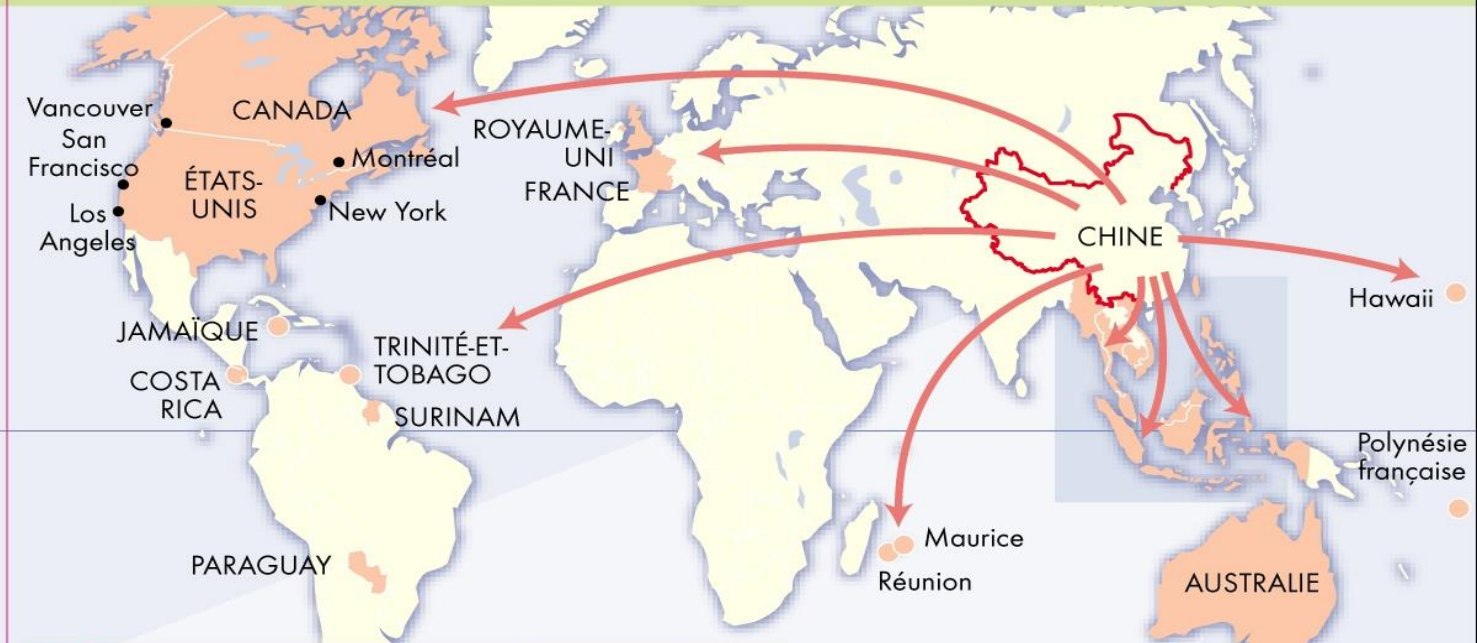 Vancouver
CANADA
San
Francisco
Montréal
ÉTATS-
UNIS
New York
Los
Angeles
ROYAUME-
UNI
FRANCE
CHINE
Hawaii
JAMAÏQUE
TRINITÉ-ET-
TOBAGO
COSTA
RICA
SURINAM
Polynésie
française
PARAGUAY
Maurice
Réunion
AUSTRALIE